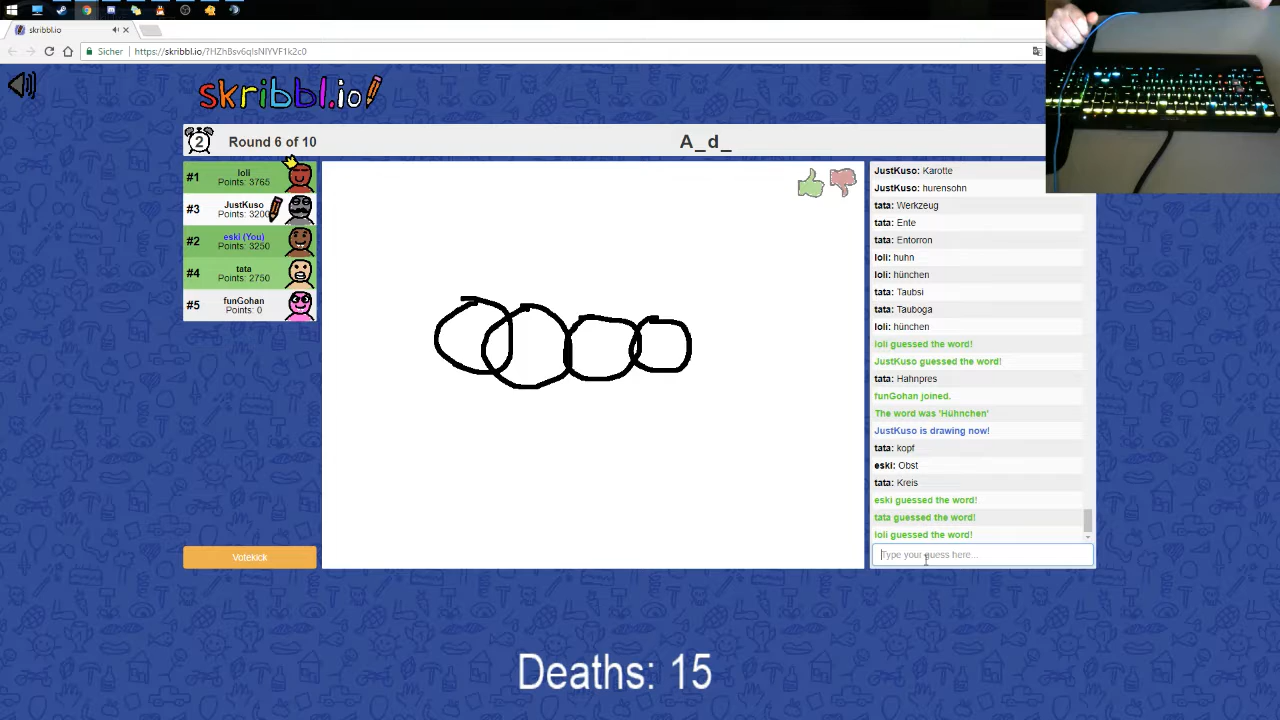 skribbl.io
Sicher https://skribbl.io/?7HZhBsv6qIsNIYVF1k2c0
skribbl.io
2 Round 6 of 10 A_d_
#1 loli
Points: 3765
#3 JustKuso
Points: 3200
#2 eski (You)
Points: 3250
#4 tata
Points: 2750
#5 funGohan
Points: 0
Votekick
JustKuso: Karotte
JustKuso: hurensohn
tata: Werkzeug
tata: Ente
tata: Entorron
loli: huhn
loli: hünchen
tata: Taubsi
tata: Tauboga
loli: hünchen
loli guessed the word!
JustKuso guessed the word!
tata: Hahnpres
funGohan joined.
The word was 'Hühnchen'
JustKuso is drawing now!
tata: kopf
eski: Obst
tata: Kreis
eski guessed the word!
tata guessed the word!
loli guessed the word!
Type your guess here...
Deaths: 15